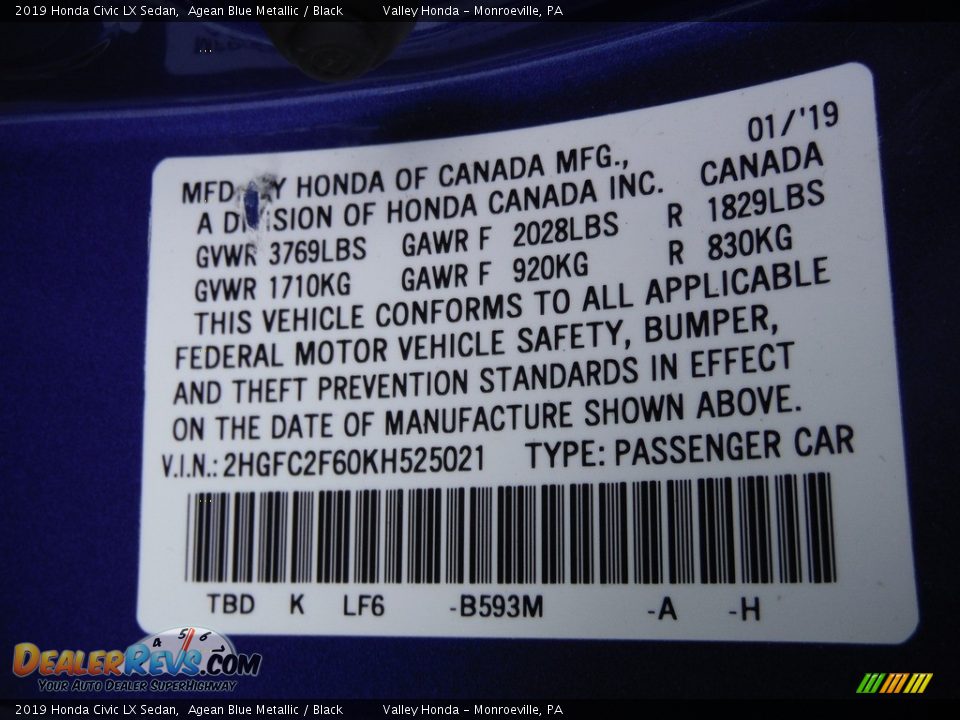 2019 Honda Civic LX Sedan, Agean Blue Metallic / Black Valley Honda - Monroeville, PA
01/'19
MFD BY HONDA OF CANADA MFG.,
A DIVISION OF HONDA CANADA INC. CANADA
GVWR 3769LBS GAWR F 2028LBS R 1829LBS
GVWR 1710KG GAWR F 920KG R 830KG
THIS VEHICLE CONFORMS TO ALL APPLICABLE
FEDERAL MOTOR VEHICLE SAFETY, BUMPER,
AND THEFT PREVENTION STANDARDS IN EFFECT
ON THE DATE OF MANUFACTURE SHOWN ABOVE.
V.I.N.: 2HGFC2F60KH525021 TYPE: PASSENGER CAR
TBD K LF6 -B593M -A -H
4 5 6
DEALERREVS.COM
YOUR AUTO DEALER SUPERHIGHWAY
2019 Honda Civic LX Sedan, Agean Blue Metallic / Black Valley Honda - Monroeville, PA